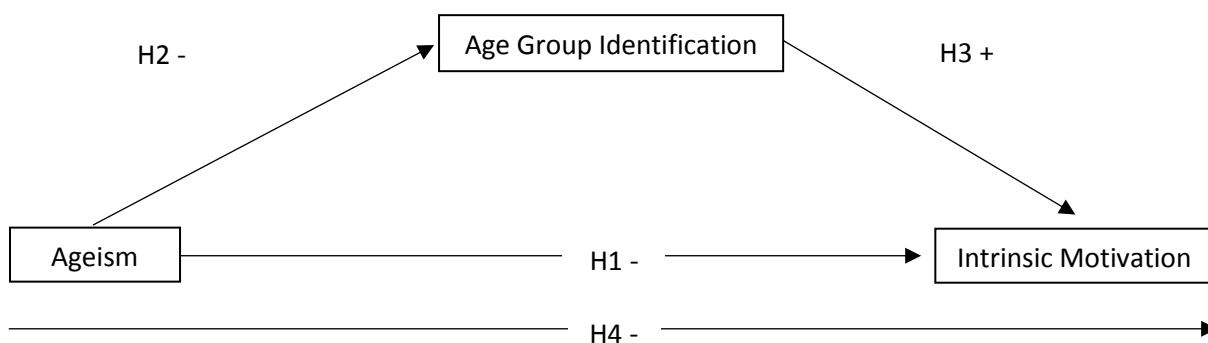 Age Group Identification
H2 -
H3 +
Ageism
H1 -
Intrinsic Motivation
H4 -